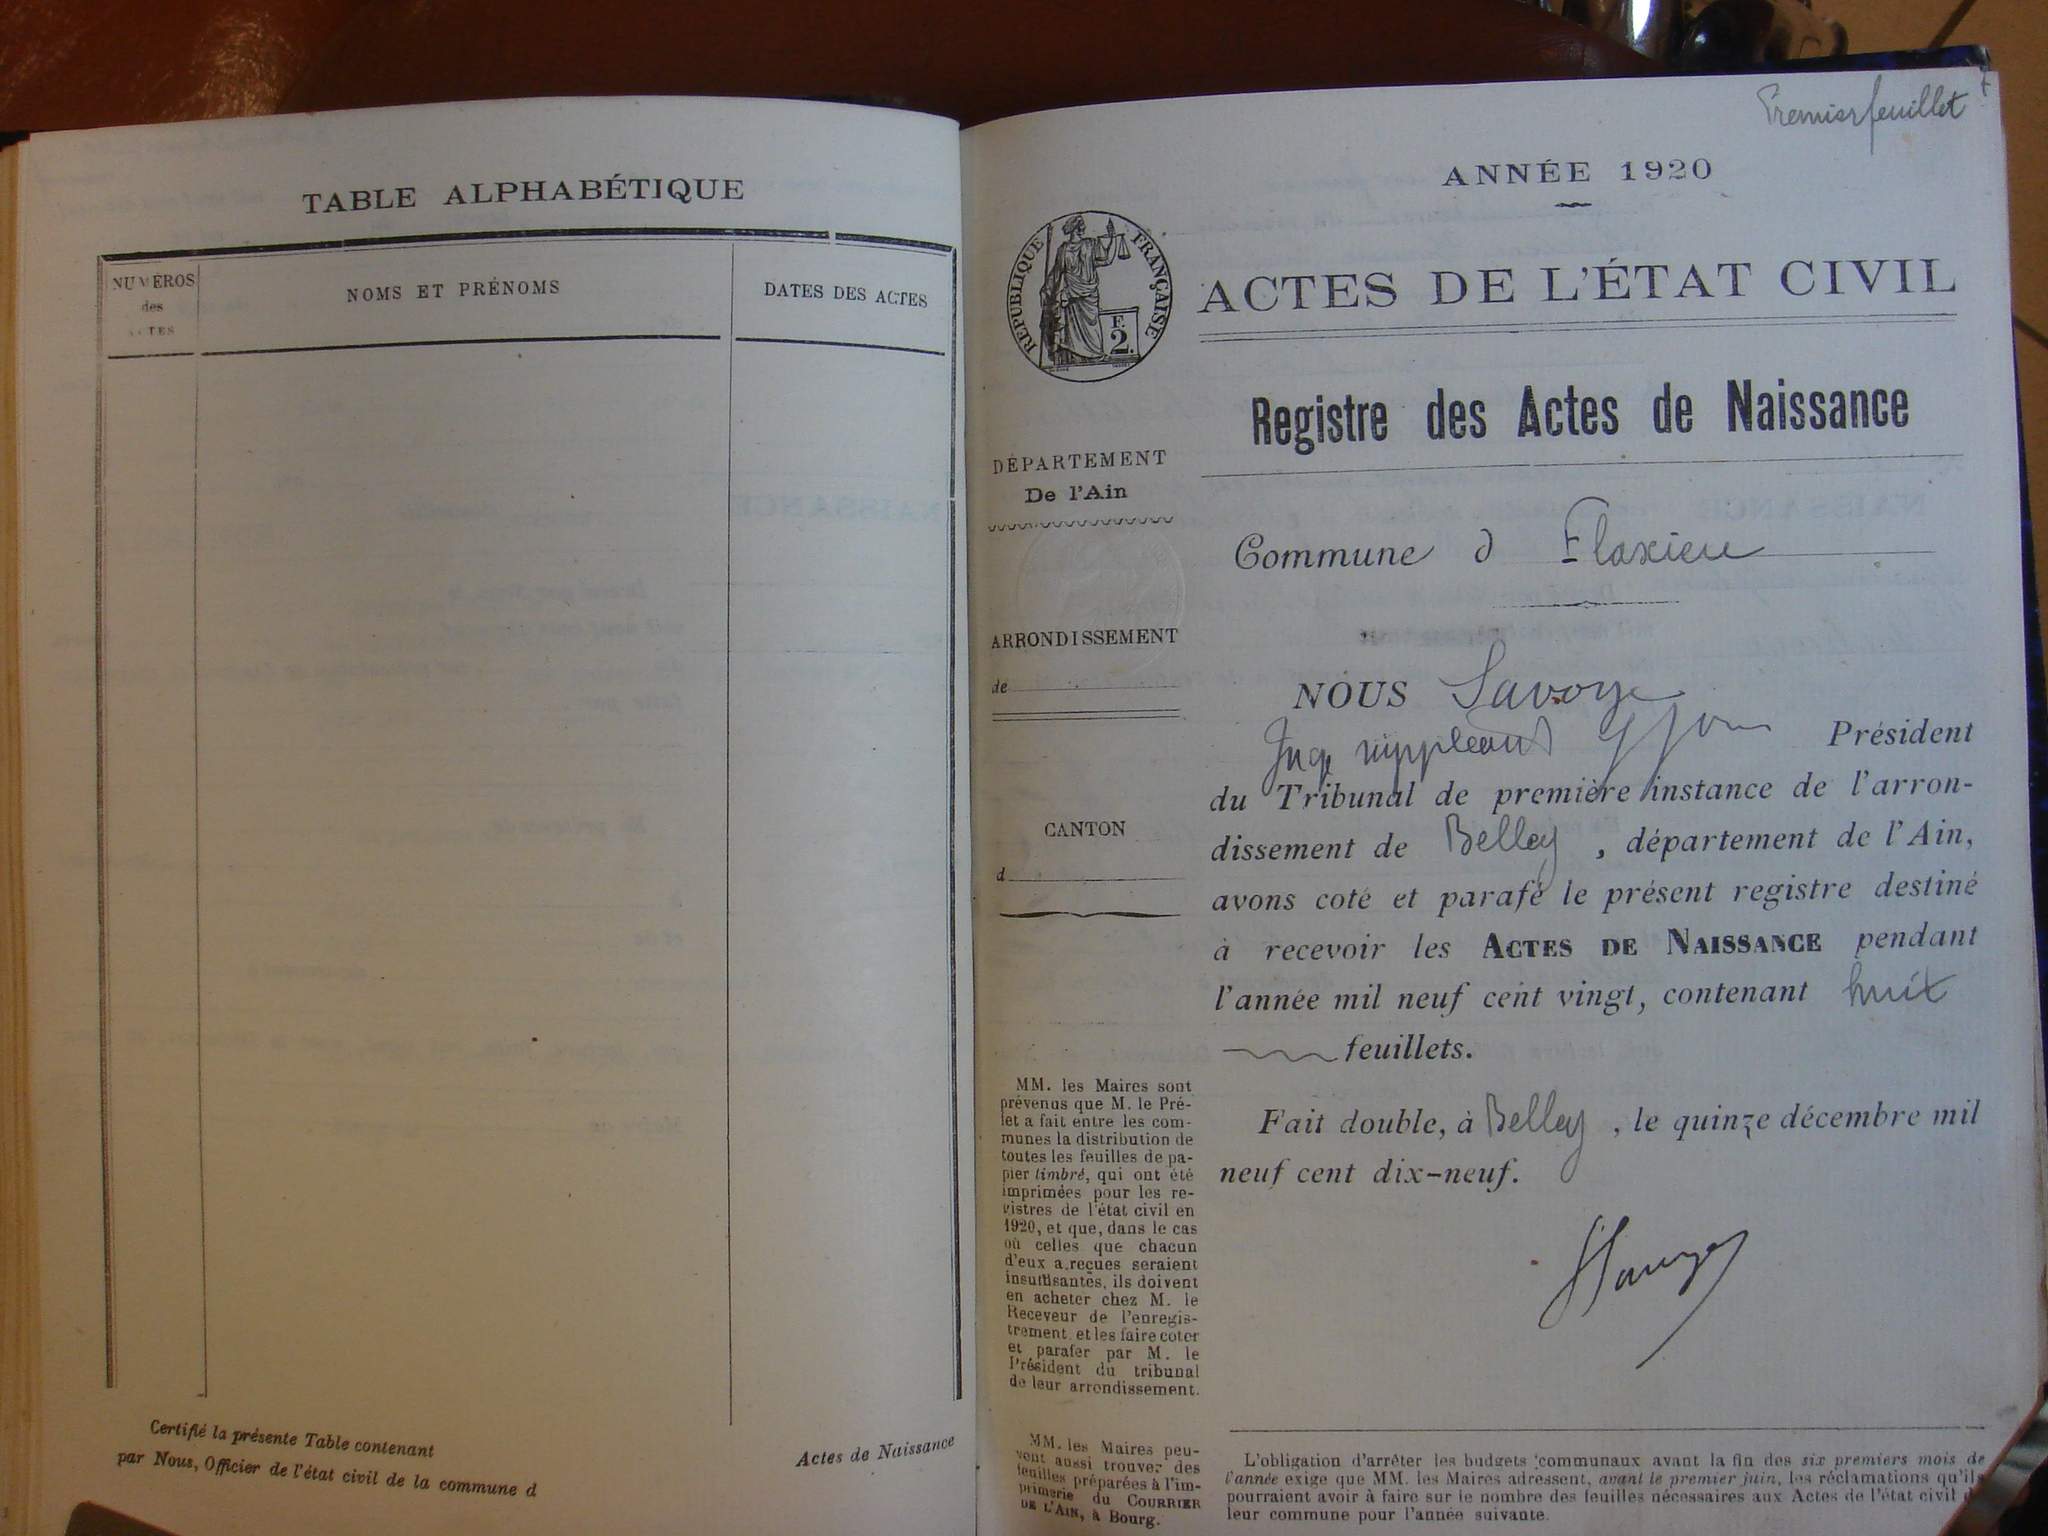 TABLE ALPHABÉTIQUE
NUMÉROS
des
ACTES
NOMS ET PRÉNOMS
DATES DES ACTES
Certifié la présente Table contenant
par Nous, Officier de l'état civil de la commune d
Actes de Naissance
Premier feuillet
ANNÉE 1920
RÉPUBLIQUE FRANÇAISE
F.
2.
ACTES DE L'ÉTAT CIVIL
Registre des Actes de Naissance
DÉPARTEMENT
De l'Ain
Commune d Flaxieu
ARRONDISSEMENT
de
CANTON
d
NOUS Savoye
Juge suppléant Président
du Tribunal de première instance de l'arron-
dissement de Belley, département de l'Ain,
avons coté et parafé le présent registre destiné
à recevoir les ACTES DE NAISSANCE pendant
l'année mil neuf cent vingt, contenant huit
feuillets.
Fait double, à Belley, le quinze décembre mil
neuf cent dix-neuf.
MM. les Maires sont
prévenus que M. le Pré-
fet a fait entre les com-
munes la distribution de
toutes les feuilles de pa-
pier timbré, qui ont été
imprimées pour les re-
gistres de l'état civil en
1920, et que, dans le cas
où celles que chacun
d'eux a reçues seraient
insuffisantes, ils doivent
en acheter chez M. le
Receveur de l'enregis-
trement et les faire coter
et parafer par M. le
Président du tribunal
de leur arrondissement.
MM. les Maires peu-
vent aussi trouver des
feuilles préparées à l'im-
primerie du COURRIER
DE L'AIN, à Bourg.
L'obligation d'arrêter les budgets communaux avant la fin des six premiers mois de
l'année exige que MM. les Maires adressent, avant le premier juin, les réclamations qu'ils
pourraient avoir à faire sur le nombre des feuilles nécessaires aux Actes de l'état civil d
leur commune pour l'année suivante.